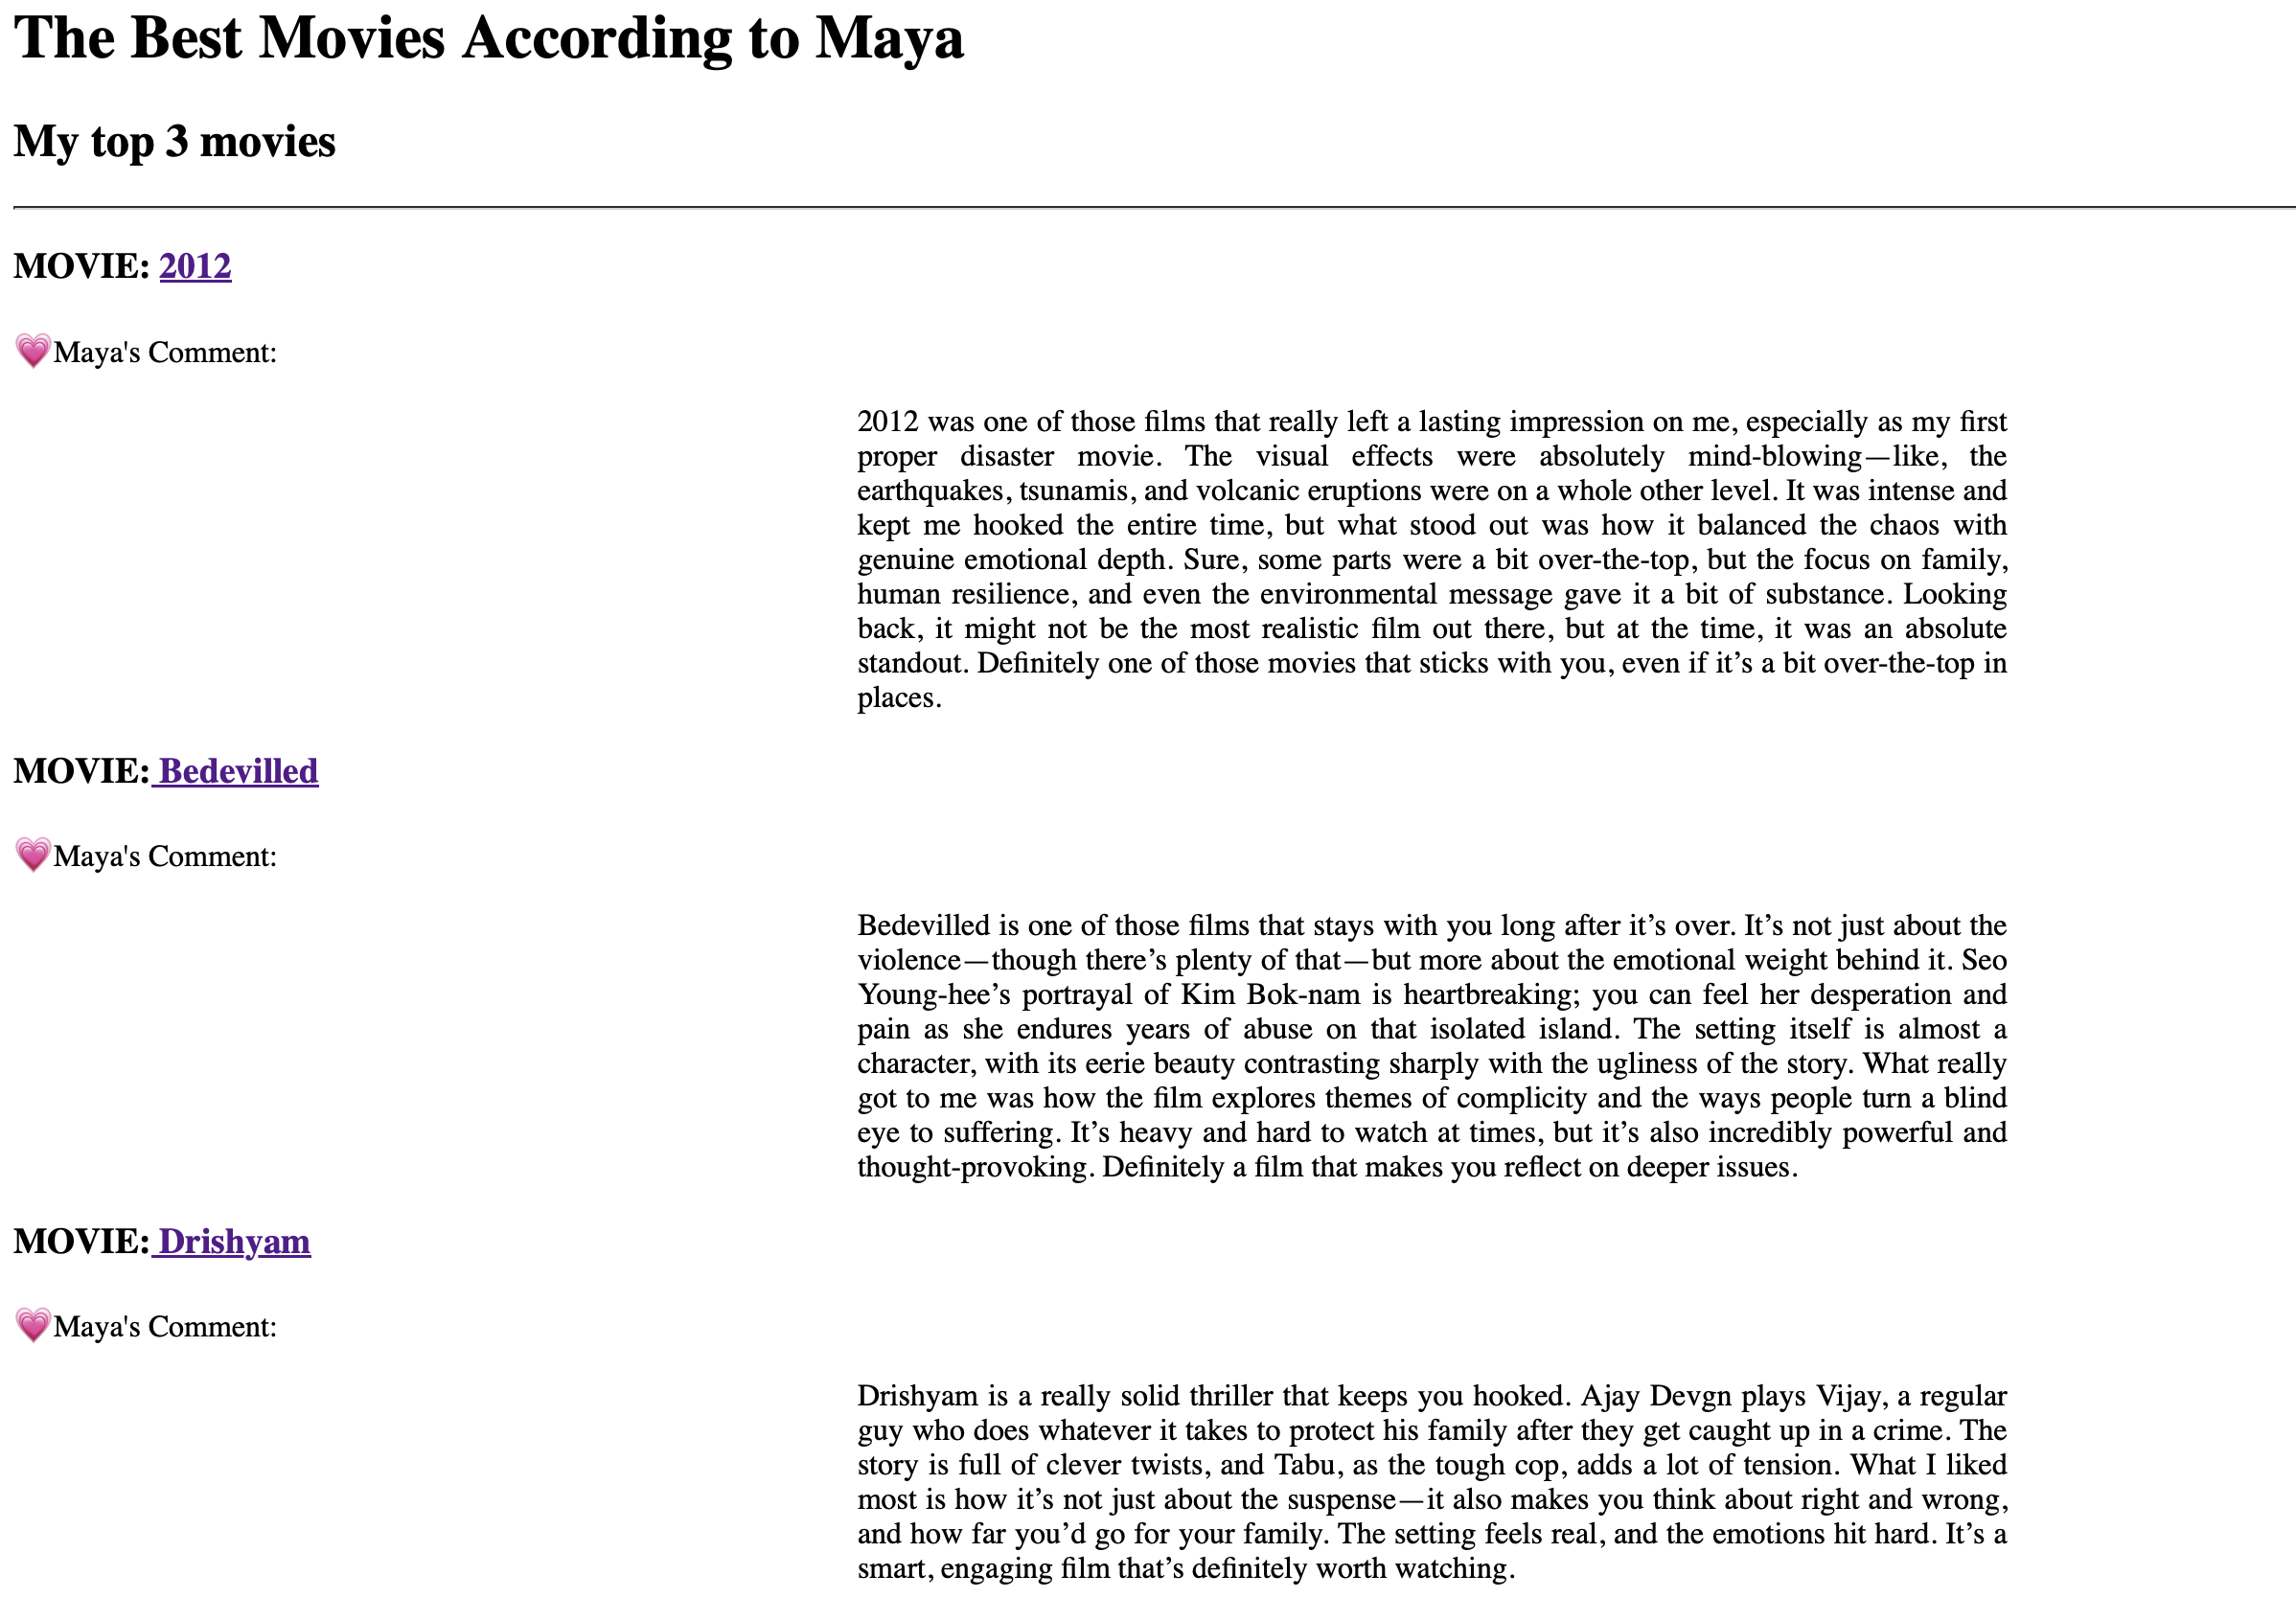 The Best Movies According to Maya
My top 3 movies
MOVIE: 2012
💗Maya's Comment:
2012 was one of those films that really left a lasting impression on me, especially as my first
proper disaster movie. The visual effects were absolutely mind-blowing—like, the
earthquakes, tsunamis, and volcanic eruptions were on a whole other level. It was intense and
kept me hooked the entire time, but what stood out was how it balanced the chaos with
genuine emotional depth. Sure, some parts were a bit over-the-top, but the focus on family,
human resilience, and even the environmental message gave it a bit of substance. Looking
back, it might not be the most realistic film out there, but at the time, it was an absolute
standout. Definitely one of those movies that sticks with you, even if it’s a bit over-the-top in
places.
MOVIE: Bedevilled
💗Maya's Comment:
Bedevilled is one of those films that stays with you long after it’s over. It’s not just about the
violence—though there’s plenty of that—but more about the emotional weight behind it. Seo
Young-hee’s portrayal of Kim Bok-nam is heartbreaking; you can feel her desperation and
pain as she endures years of abuse on that isolated island. The setting itself is almost a
character, with its eerie beauty contrasting sharply with the ugliness of the story. What really
got to me was how the film explores themes of complicity and the ways people turn a blind
eye to suffering. It’s heavy and hard to watch at times, but it’s also incredibly powerful and
thought-provoking. Definitely a film that makes you reflect on deeper issues.
MOVIE: Drishyam
💗Maya's Comment:
Drishyam is a really solid thriller that keeps you hooked. Ajay Devgn plays Vijay, a regular
guy who does whatever it takes to protect his family after they get caught up in a crime. The
story is full of clever twists, and Tabu, as the tough cop, adds a lot of tension. What I liked
most is how it’s not just about the suspense—it also makes you think about right and wrong,
and how far you’d go for your family. The setting feels real, and the emotions hit hard. It’s a
smart, engaging film that’s definitely worth watching.